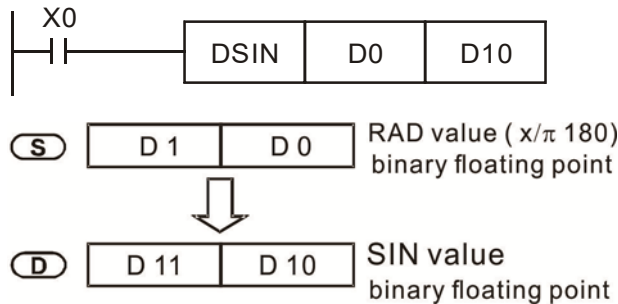 X0
DSIN D0 D10
S D 1 D 0 RAD value ( x/π 180)
binary floating point
D D 11 D 10 SIN value
binary floating point